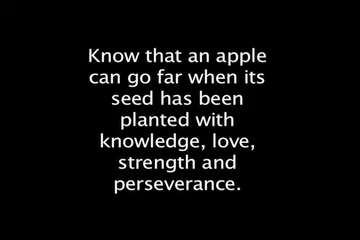 Know that an apple
can go far when its
seed has been
planted with
knowledge, love,
strength and
perseverance.